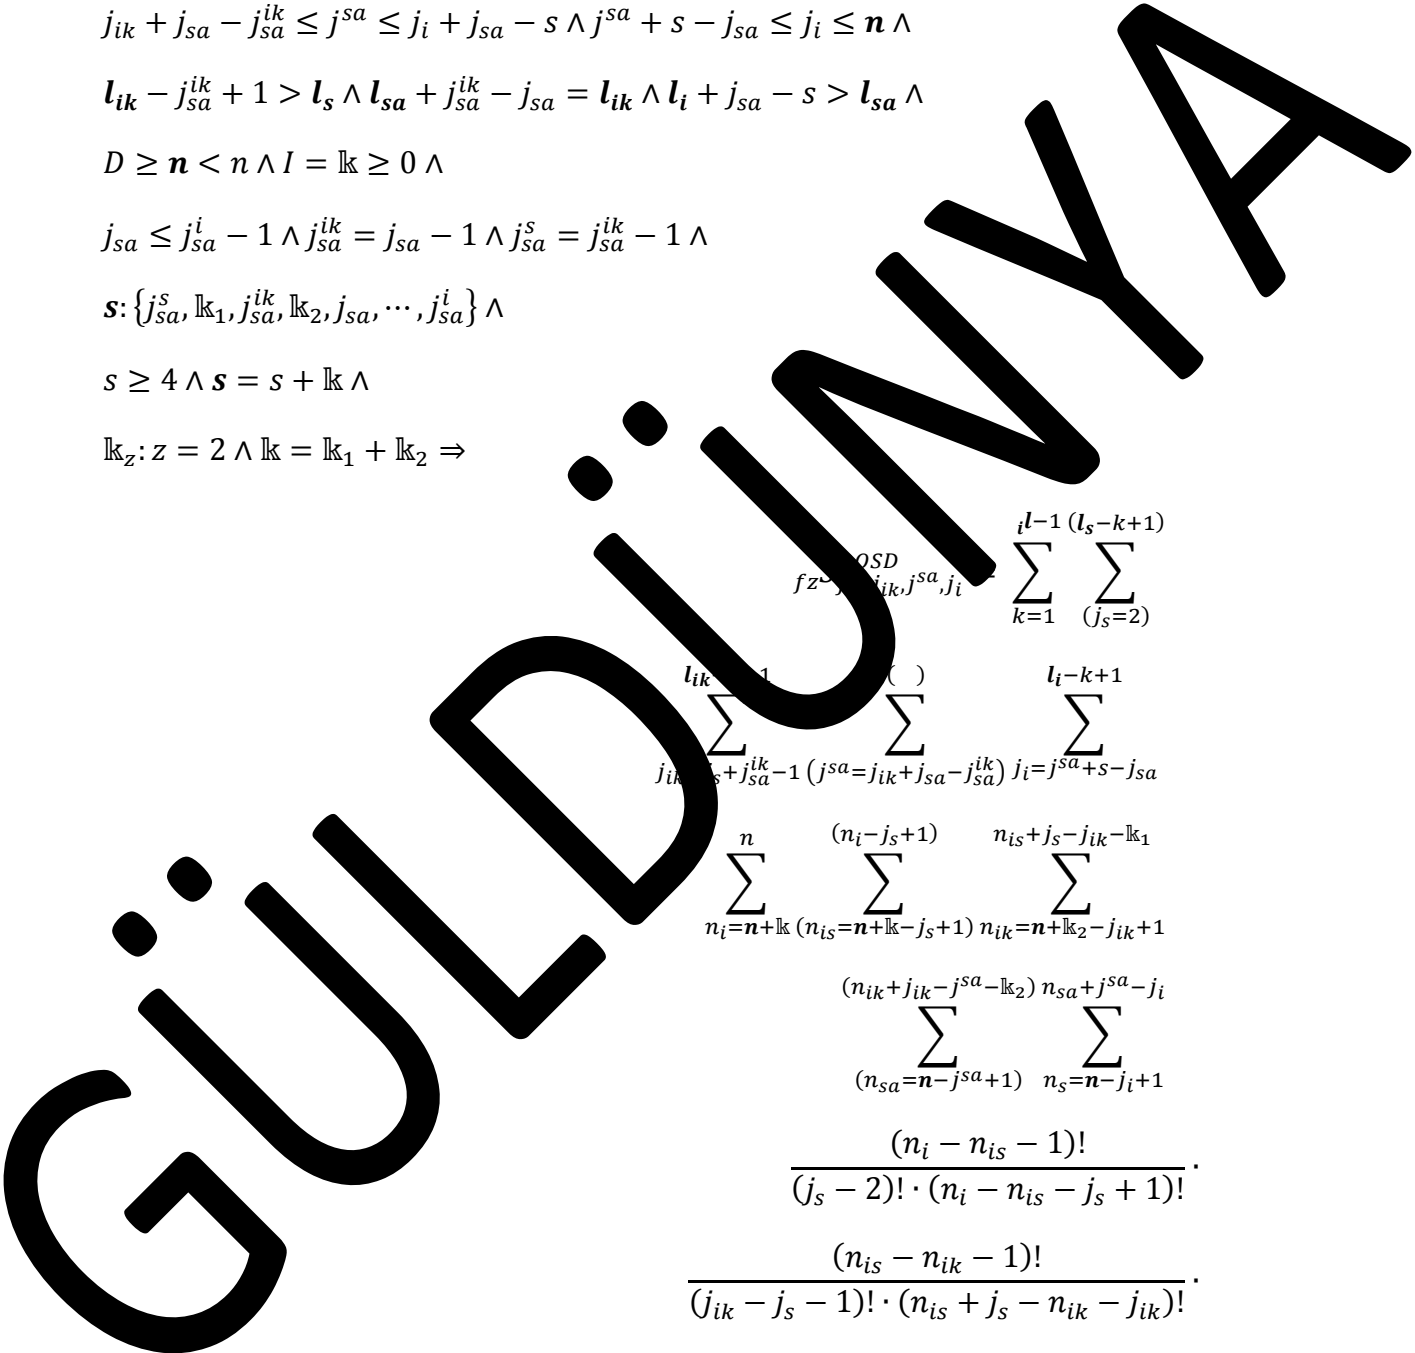 j_{ik} + j_{sa} − j_{sa}^{ik} ≤ j^{sa} ≤ j_i + j_{sa} − s ∧ j^{sa} + s − j_{sa} ≤ j_i ≤ 𝒏 ∧
𝒍_{𝒊𝒌} − j_{sa}^{ik} + 1 > 𝒍_𝒔 ∧ 𝒍_{𝒔𝒂} + j_{sa}^{ik} − j_{sa} = 𝒍_{𝒊𝒌} ∧ 𝒍_𝒊 + j_{sa} − s > 𝒍_{𝒔𝒂} ∧
D ≥ 𝒏 < n ∧ I = 𝕜 ≥ 0 ∧
j_{sa} ≤ j_{sa}^{i} − 1 ∧ j_{sa}^{ik} = j_{sa} − 1 ∧ j_{sa}^{s} = j_{sa}^{ik} − 1 ∧
𝒔: {j_{sa}^{s}, 𝕜_1, j_{sa}^{ik}, 𝕜_2, j_{sa}, ⋯, j_{sa}^{i}} ∧
s ≥ 4 ∧ 𝒔 = s + 𝕜 ∧
𝕜_z: z = 2 ∧ 𝕜 = 𝕜_1 + 𝕜_2 ⇒
∑_{k=1}^{_𝒊𝒍−1} ∑_{(j_s=2)}^{(𝒍_𝒔−k+1)}
∑ ∑_{(j^{sa}=j_{ik}+j_{sa}−j_{sa}^{ik})}^{( )} ∑_{j_i=j^{sa}+s−j_{sa}}^{𝒍_𝒊−k+1}
∑_{n_i=𝒏+𝕜}^{n} ∑_{(n_{is}=𝒏+𝕜−j_s+1)}^{(n_i−j_s+1)} ∑_{n_{ik}=𝒏+𝕜_2−j_{ik}+1}^{n_{is}+j_s−j_{ik}−𝕜_1}
∑_{(n_{sa}=𝒏−j^{sa}+1)}^{(n_{ik}+j_{ik}−j^{sa}−𝕜_2)} ∑_{n_s=𝒏−j_i+1}^{n_{sa}+j^{sa}−j_i}
(n_i − n_{is} − 1)! / ((j_s − 2)! · (n_i − n_{is} − j_s + 1)!) ·
(n_{is} − n_{ik} − 1)! / ((j_{ik} − j_s − 1)! · (n_{is} + j_s − n_{ik} − j_{ik})!) ·
GÜLDÜNYA